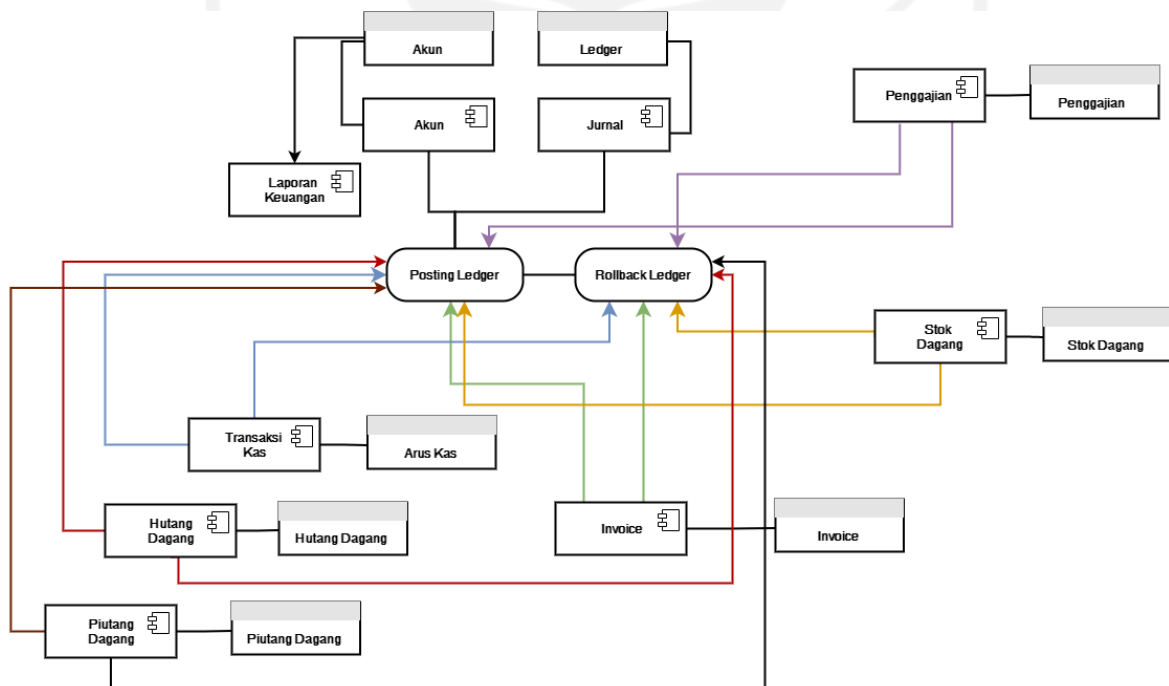 Akun
Ledger
Penggajian
Penggajian
Akun
Jurnal
Laporan
Keuangan
Posting Ledger
Rollback Ledger
Stok
Dagang
Stok Dagang
Transaksi
Kas
Arus Kas
Hutang
Dagang
Hutang Dagang
Invoice
Invoice
Piutang
Dagang
Piutang Dagang